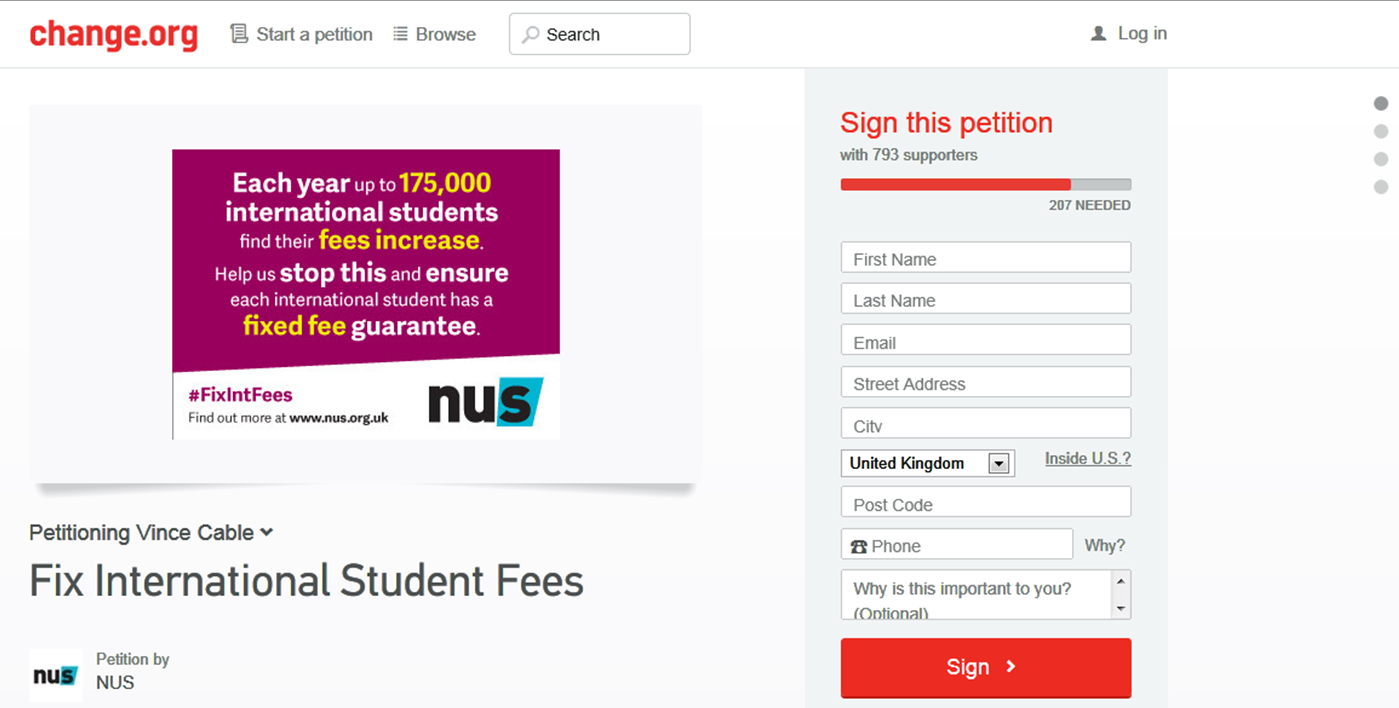 change.org
Start a petition
Browse
Search
Log in
Each year up to 175,000
international students
find their fees increase.
Help us stop this and ensure
each international student has a
fixed fee guarantee.
#FixIntFees
Find out more at www.nus.org.uk
nus
Petitioning Vince Cable
Fix International Student Fees
nus
Petition by
NUS
Sign this petition
with 793 supporters
207 NEEDED
First Name
Last Name
Email
Street Address
City
United Kingdom
Inside U.S.?
Post Code
Phone
Why?
Why is this important to you?
(Optional)
Sign